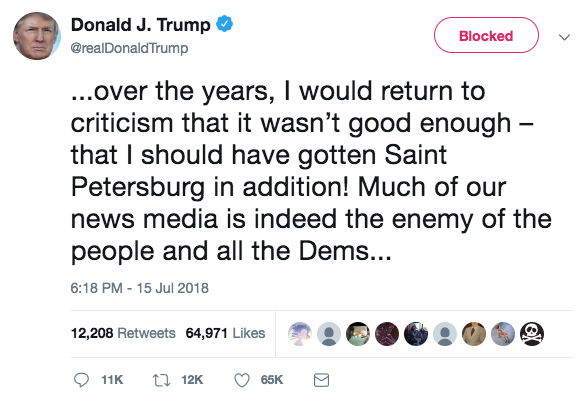 Donald J. Trump
Blocked
@realDonaldTrump
...over the years, I would return to
criticism that it wasn’t good enough –
that I should have gotten Saint
Petersburg in addition! Much of our
news media is indeed the enemy of the
people and all the Dems...
6:18 PM - 15 Jul 2018
12,208 Retweets 64,971 Likes
11K 12K 65K